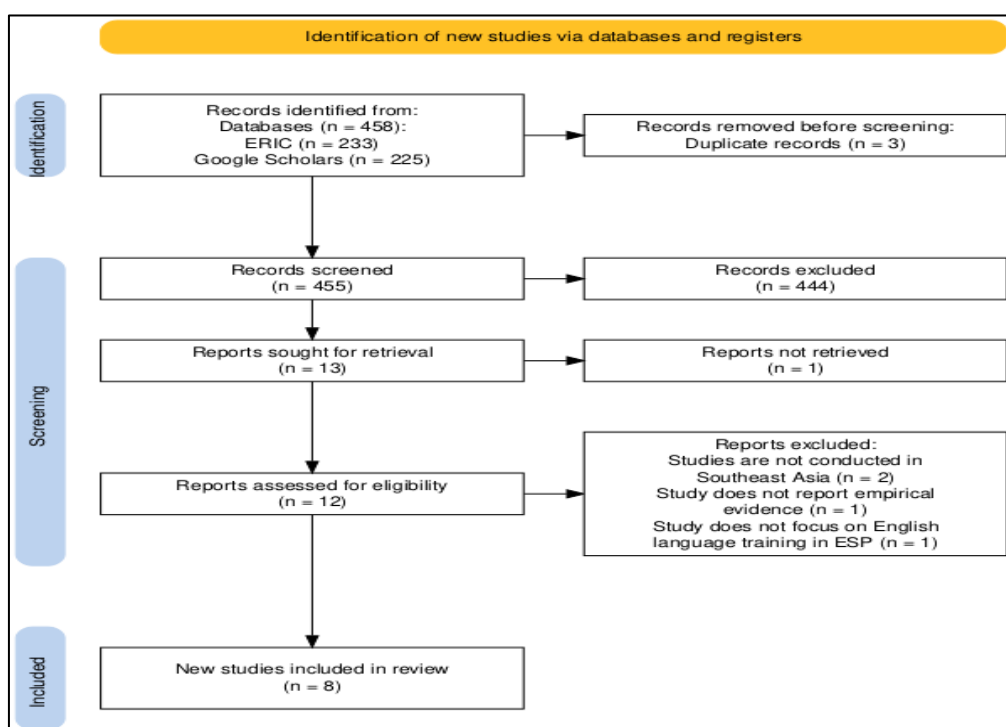 Identification of new studies via databases and registers
Identification
Records identified from:
Databases (n = 458):
ERIC (n = 233)
Google Scholars (n = 225)
Records removed before screening:
Duplicate records (n = 3)
Screening
Records screened
(n = 455)
Records excluded
(n = 444)
Reports sought for retrieval
(n = 13)
Reports not retrieved
(n = 1)
Reports assessed for eligibility
(n = 12)
Reports excluded:
Studies are not conducted in
Southeast Asia (n = 2)
Study does not report empirical
evidence (n = 1)
Study does not focus on English
language training in ESP (n = 1)
Included
New studies included in review
(n = 8)